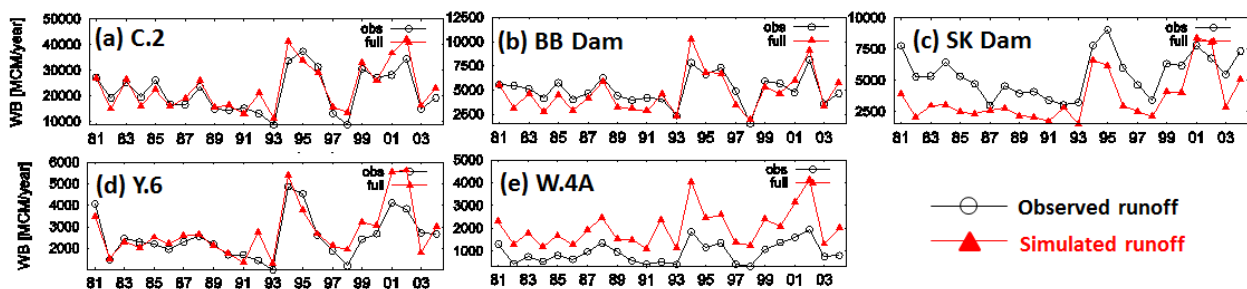 WB [MCM/year]
50000
40000
30000
20000
10000
(a) C.2
obs
full
81 83 85 87 89 91 93 95 97 99 01 03
12500
10000
7500
5000
2500
(b) BB Dam
obs
full
81 83 85 87 89 91 93 95 97 99 01 03
10000
7500
5000
2500
(c) SK Dam
obs
full
81 83 85 87 89 91 93 95 97 99 01 03
WB [MCM/year]
6000
5000
4000
3000
2000
(d) Y.6
obs
full
81 83 85 87 89 91 93 95 97 99 01 03
5000
4000
3000
2000
1000
0
(e) W.4A
obs
full
81 83 85 87 89 91 93 95 97 99 01 03
Observed runoff
Simulated runoff